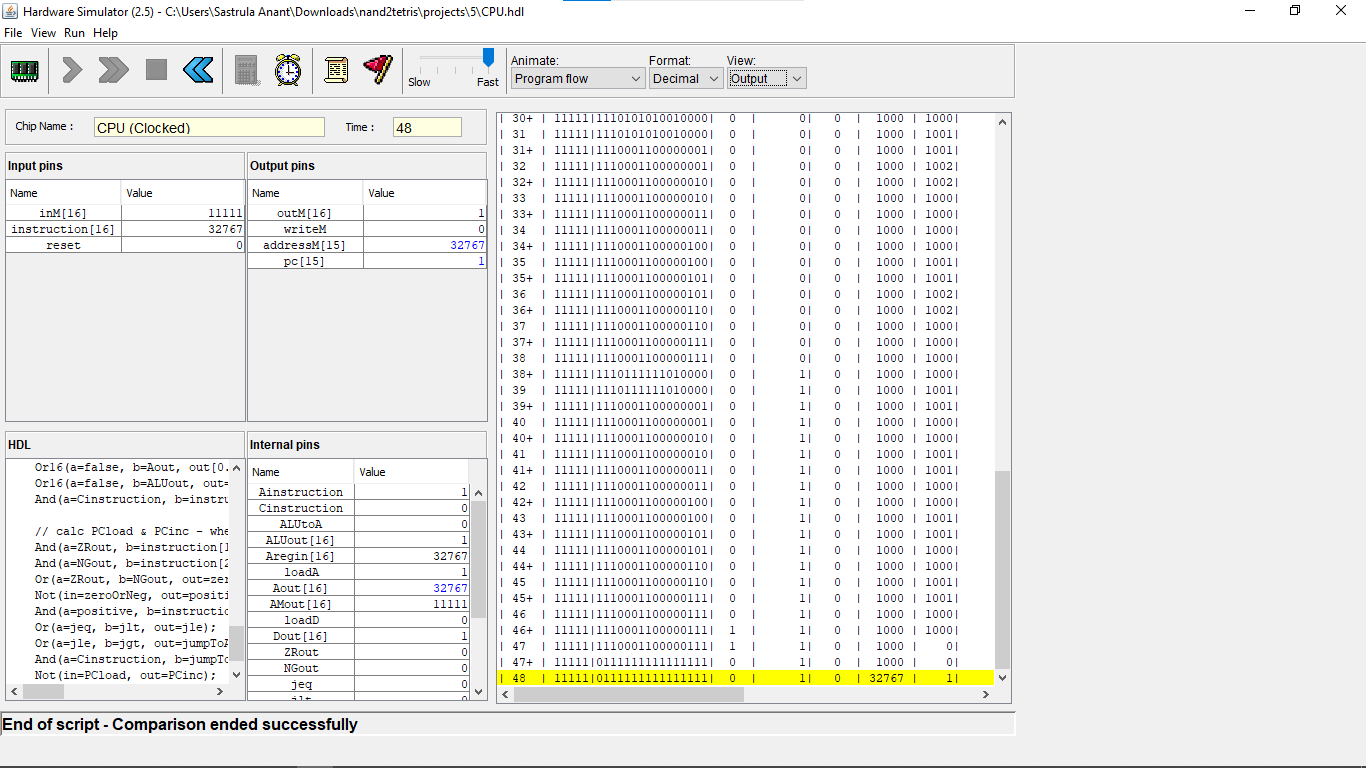 Hardware Simulator (2.5) - C:\Users\Sastrula Anant\Downloads\nand2tetris\projects\5\CPU.hdl
File View Run Help
Slow
Fast
Animate:
Program flow
Format:
Decimal
View:
Output
Chip Name :
CPU (Clocked)
Time :
48
Input pins
Name Value
inM[16] 11111
instruction[16] 32767
reset 0
Output pins
Name Value
outM[16] 1
writeM 0
addressM[15] 32767
pc[15] 1
HDL
Or16(a=false, b=Aout, out[0.
Or16(a=false, b=ALUout, out=
And(a=Cinstruction, b=instru
// calc PCload & PCinc - whe
And(a=ZRout, b=instruction[1
And(a=NGout, b=instruction[2
Or(a=ZRout, b=NGout, out=zer
Not(in=zeroOrNeg, out=positi
And(a=positive, b=instructio
Or(a=jeq, b=jlt, out=jle);
Or(a=jle, b=jgt, out=jumpToA
And(a=Cinstruction, b=jumpTo
Not(in=PCload, out=PCinc);
Internal pins
Name Value
Ainstruction 1
Cinstruction 0
ALUtoA 0
ALUout[16] 1
Aregin[16] 32767
loadA 1
Aout[16] 32767
AMout[16] 11111
loadD 0
Dout[16] 1
ZRout 0
NGout 0
jeq 0
jlt 0
| 30+ | 11111|1110101010010000| 0 | 0| 0 | 1000 | 1000|
| 31 | 11111|1110101010010000| 0 | 0| 0 | 1000 | 1001|
| 31+ | 11111|1110001100000001| 0 | 0| 0 | 1000 | 1001|
| 32 | 11111|1110001100000001| 0 | 0| 0 | 1000 | 1002|
| 32+ | 11111|1110001100000010| 0 | 0| 0 | 1000 | 1002|
| 33 | 11111|1110001100000010| 0 | 0| 0 | 1000 | 1000|
| 33+ | 11111|1110001100000011| 0 | 0| 0 | 1000 | 1000|
| 34 | 11111|1110001100000011| 0 | 0| 0 | 1000 | 1000|
| 34+ | 11111|1110001100000100| 0 | 0| 0 | 1000 | 1000|
| 35 | 11111|1110001100000100| 0 | 0| 0 | 1000 | 1001|
| 35+ | 11111|1110001100000101| 0 | 0| 0 | 1000 | 1001|
| 36 | 11111|1110001100000101| 0 | 0| 0 | 1000 | 1002|
| 36+ | 11111|1110001100000110| 0 | 0| 0 | 1000 | 1002|
| 37 | 11111|1110001100000110| 0 | 0| 0 | 1000 | 1000|
| 37+ | 11111|1110001100000111| 0 | 0| 0 | 1000 | 1000|
| 38 | 11111|1110001100000111| 0 | 0| 0 | 1000 | 1000|
| 38+ | 11111|1110111111010000| 0 | 1| 0 | 1000 | 1000|
| 39 | 11111|1110111111010000| 0 | 1| 0 | 1000 | 1001|
| 39+ | 11111|1110001100000001| 0 | 1| 0 | 1000 | 1001|
| 40 | 11111|1110001100000001| 0 | 1| 0 | 1000 | 1000|
| 40+ | 11111|1110001100000010| 0 | 1| 0 | 1000 | 1000|
| 41 | 11111|1110001100000010| 0 | 1| 0 | 1000 | 1001|
| 41+ | 11111|1110001100000011| 0 | 1| 0 | 1000 | 1001|
| 42 | 11111|1110001100000011| 0 | 1| 0 | 1000 | 1000|
| 42+ | 11111|1110001100000100| 0 | 1| 0 | 1000 | 1000|
| 43 | 11111|1110001100000100| 0 | 1| 0 | 1000 | 1001|
| 43+ | 11111|1110001100000101| 0 | 1| 0 | 1000 | 1001|
| 44 | 11111|1110001100000101| 0 | 1| 0 | 1000 | 1000|
| 44+ | 11111|1110001100000110| 0 | 1| 0 | 1000 | 1000|
| 45 | 11111|1110001100000110| 0 | 1| 0 | 1000 | 1001|
| 45+ | 11111|1110001100000111| 0 | 1| 0 | 1000 | 1001|
| 46 | 11111|1110001100000111| 0 | 1| 0 | 1000 | 1000|
| 46+ | 11111|1110001100000111| 1 | 1| 0 | 1000 | 1000|
| 47 | 11111|1110001100000111| 1 | 1| 0 | 1000 | 0|
| 47+ | 11111|0111111111111111| 0 | 1| 0 | 1000 | 0|
| 48 | 11111|0111111111111111| 0 | 1| 0 | 32767 | 1|
End of script - Comparison ended successfully